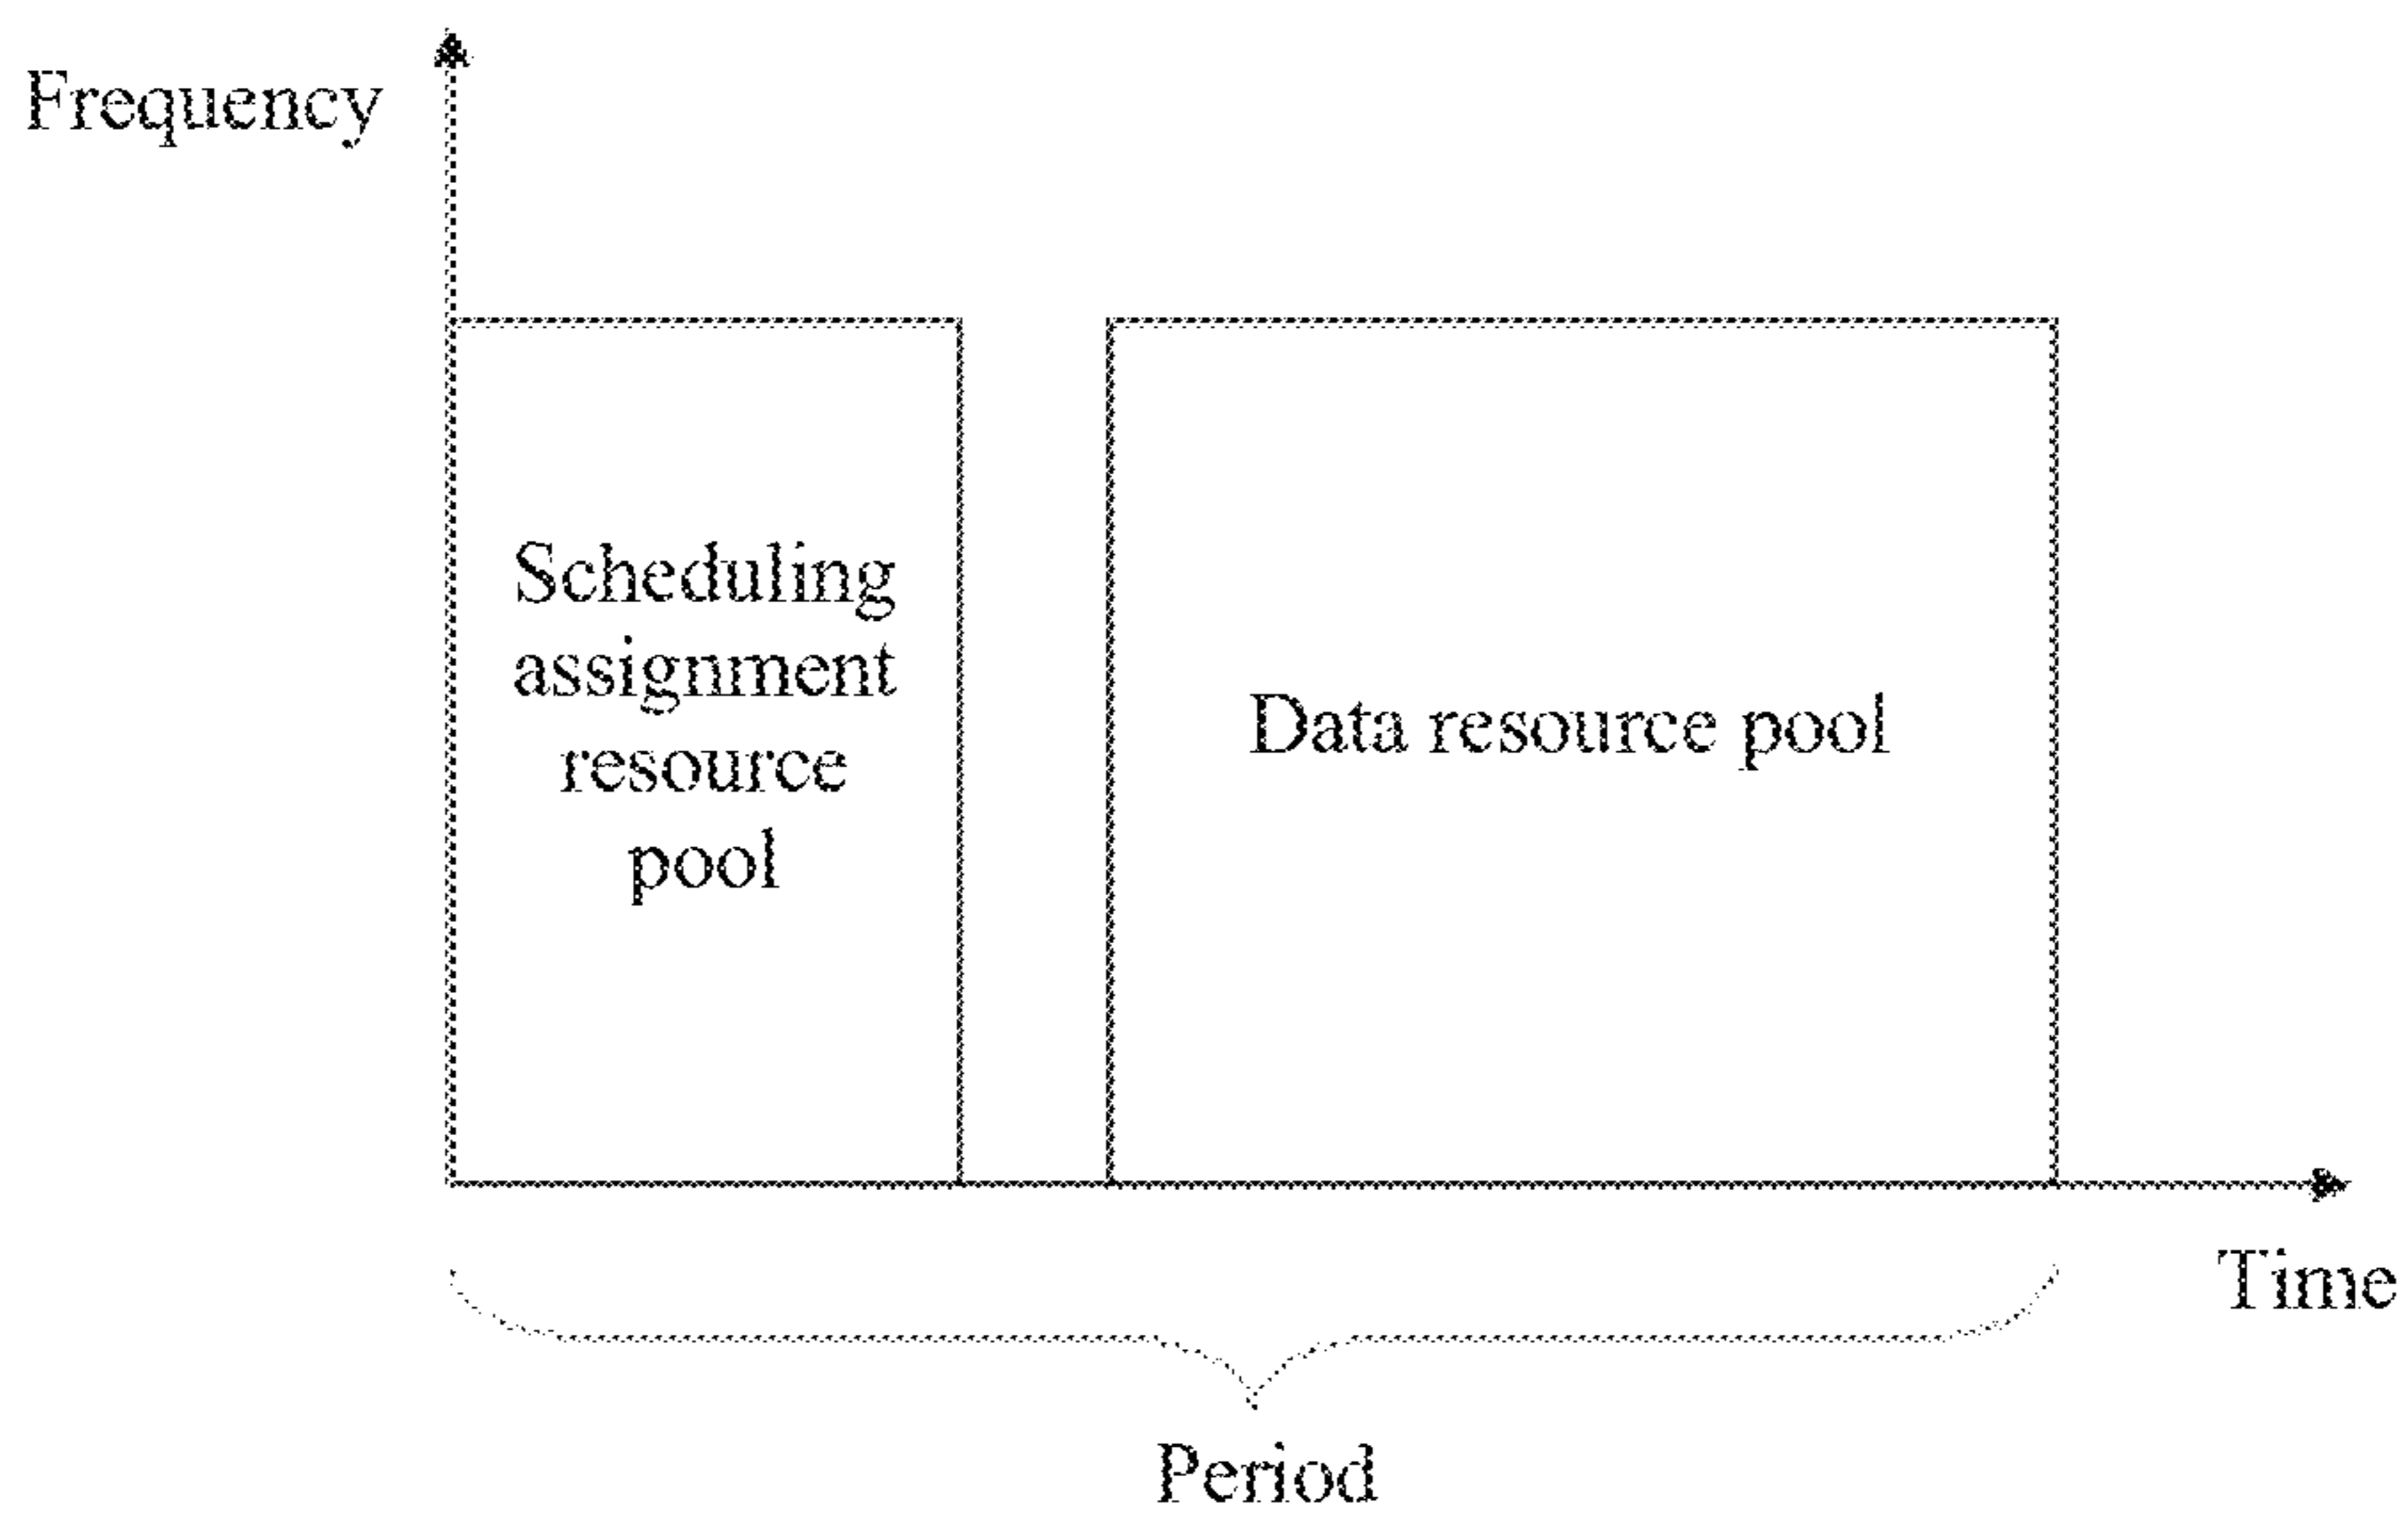 Frequency
Scheduling
assignment
resource
pool
Data resource pool
Time
Period